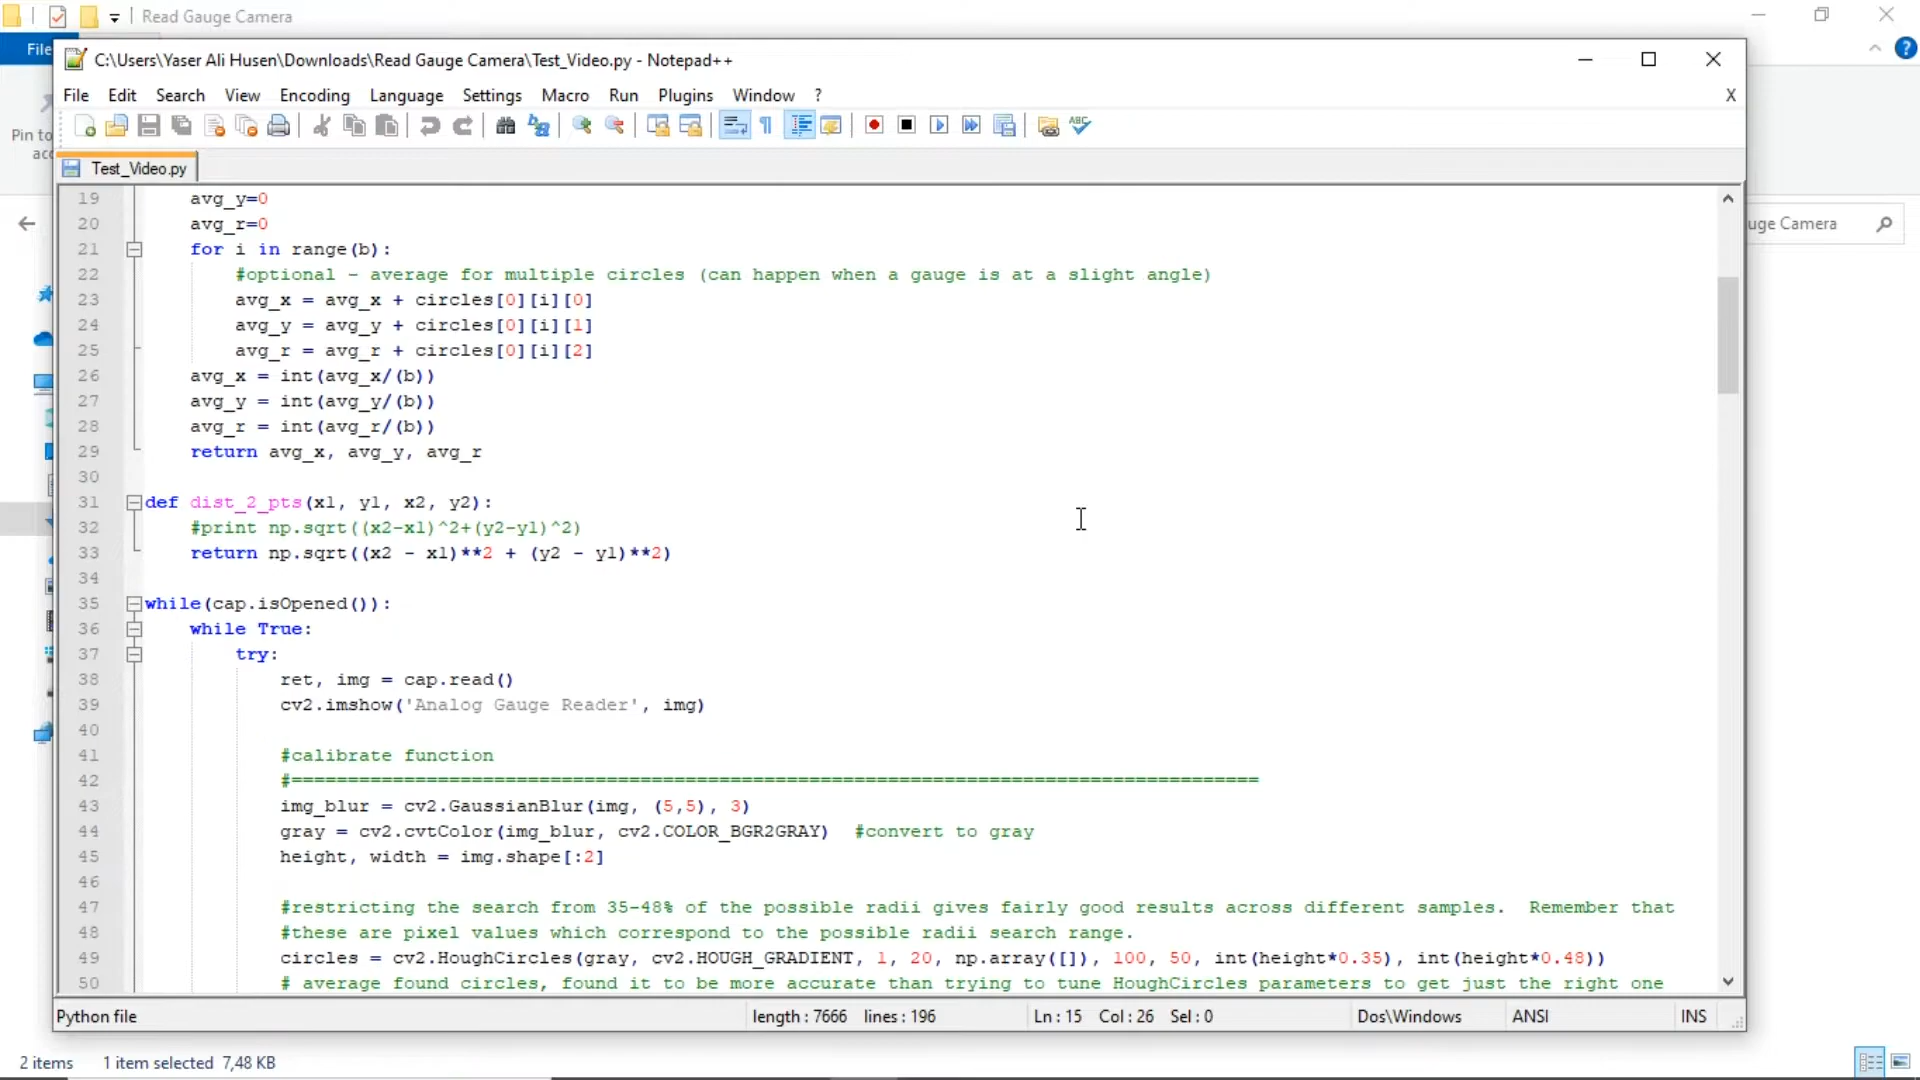 Read Gauge Camera
File
C:\Users\Yaser Ali Husen\Downloads\Read Gauge Camera\Test_Video.py - Notepad++
File Edit Search View Encoding Language Settings Macro Run Plugins Window ? X
Pin to
acc
Test_Video.py
uge Camera
19 avg_y=0
20 avg_r=0
21 for i in range(b):
22 #optional - average for multiple circles (can happen when a gauge is at a slight angle)
23 avg_x = avg_x + circles[0][i][0]
24 avg_y = avg_y + circles[0][i][1]
25 avg_r = avg_r + circles[0][i][2]
26 avg_x = int(avg_x/(b))
27 avg_y = int(avg_y/(b))
28 avg_r = int(avg_r/(b))
29 return avg_x, avg_y, avg_r
30
31 def dist_2_pts(x1, y1, x2, y2):
32 #print np.sqrt((x2-x1)^2+(y2-y1)^2)
33 return np.sqrt((x2 - x1)**2 + (y2 - y1)**2)
34
35 while(cap.isOpened()):
36 while True:
37 try:
38 ret, img = cap.read()
39 cv2.imshow('Analog Gauge Reader', img)
40
41 #calibrate function
42 #======================================================================================
43 img_blur = cv2.GaussianBlur(img, (5,5), 3)
44 gray = cv2.cvtColor(img_blur, cv2.COLOR_BGR2GRAY)  #convert to gray
45 height, width = img.shape[:2]
46
47 #restricting the search from 35-48% of the possible radii gives fairly good results across different samples.  Remember that
48 #these are pixel values which correspond to the possible radii search range.
49 circles = cv2.HoughCircles(gray, cv2.HOUGH_GRADIENT, 1, 20, np.array([]), 100, 50, int(height*0.35), int(height*0.48))
50 # average found circles, found it to be more accurate than trying to tune HoughCircles parameters to get just the right one
Python file length : 7666 lines : 196 Ln : 15 Col : 26 Sel : 0 Dos\Windows ANSI INS
2 items 1 item selected 7,48 KB